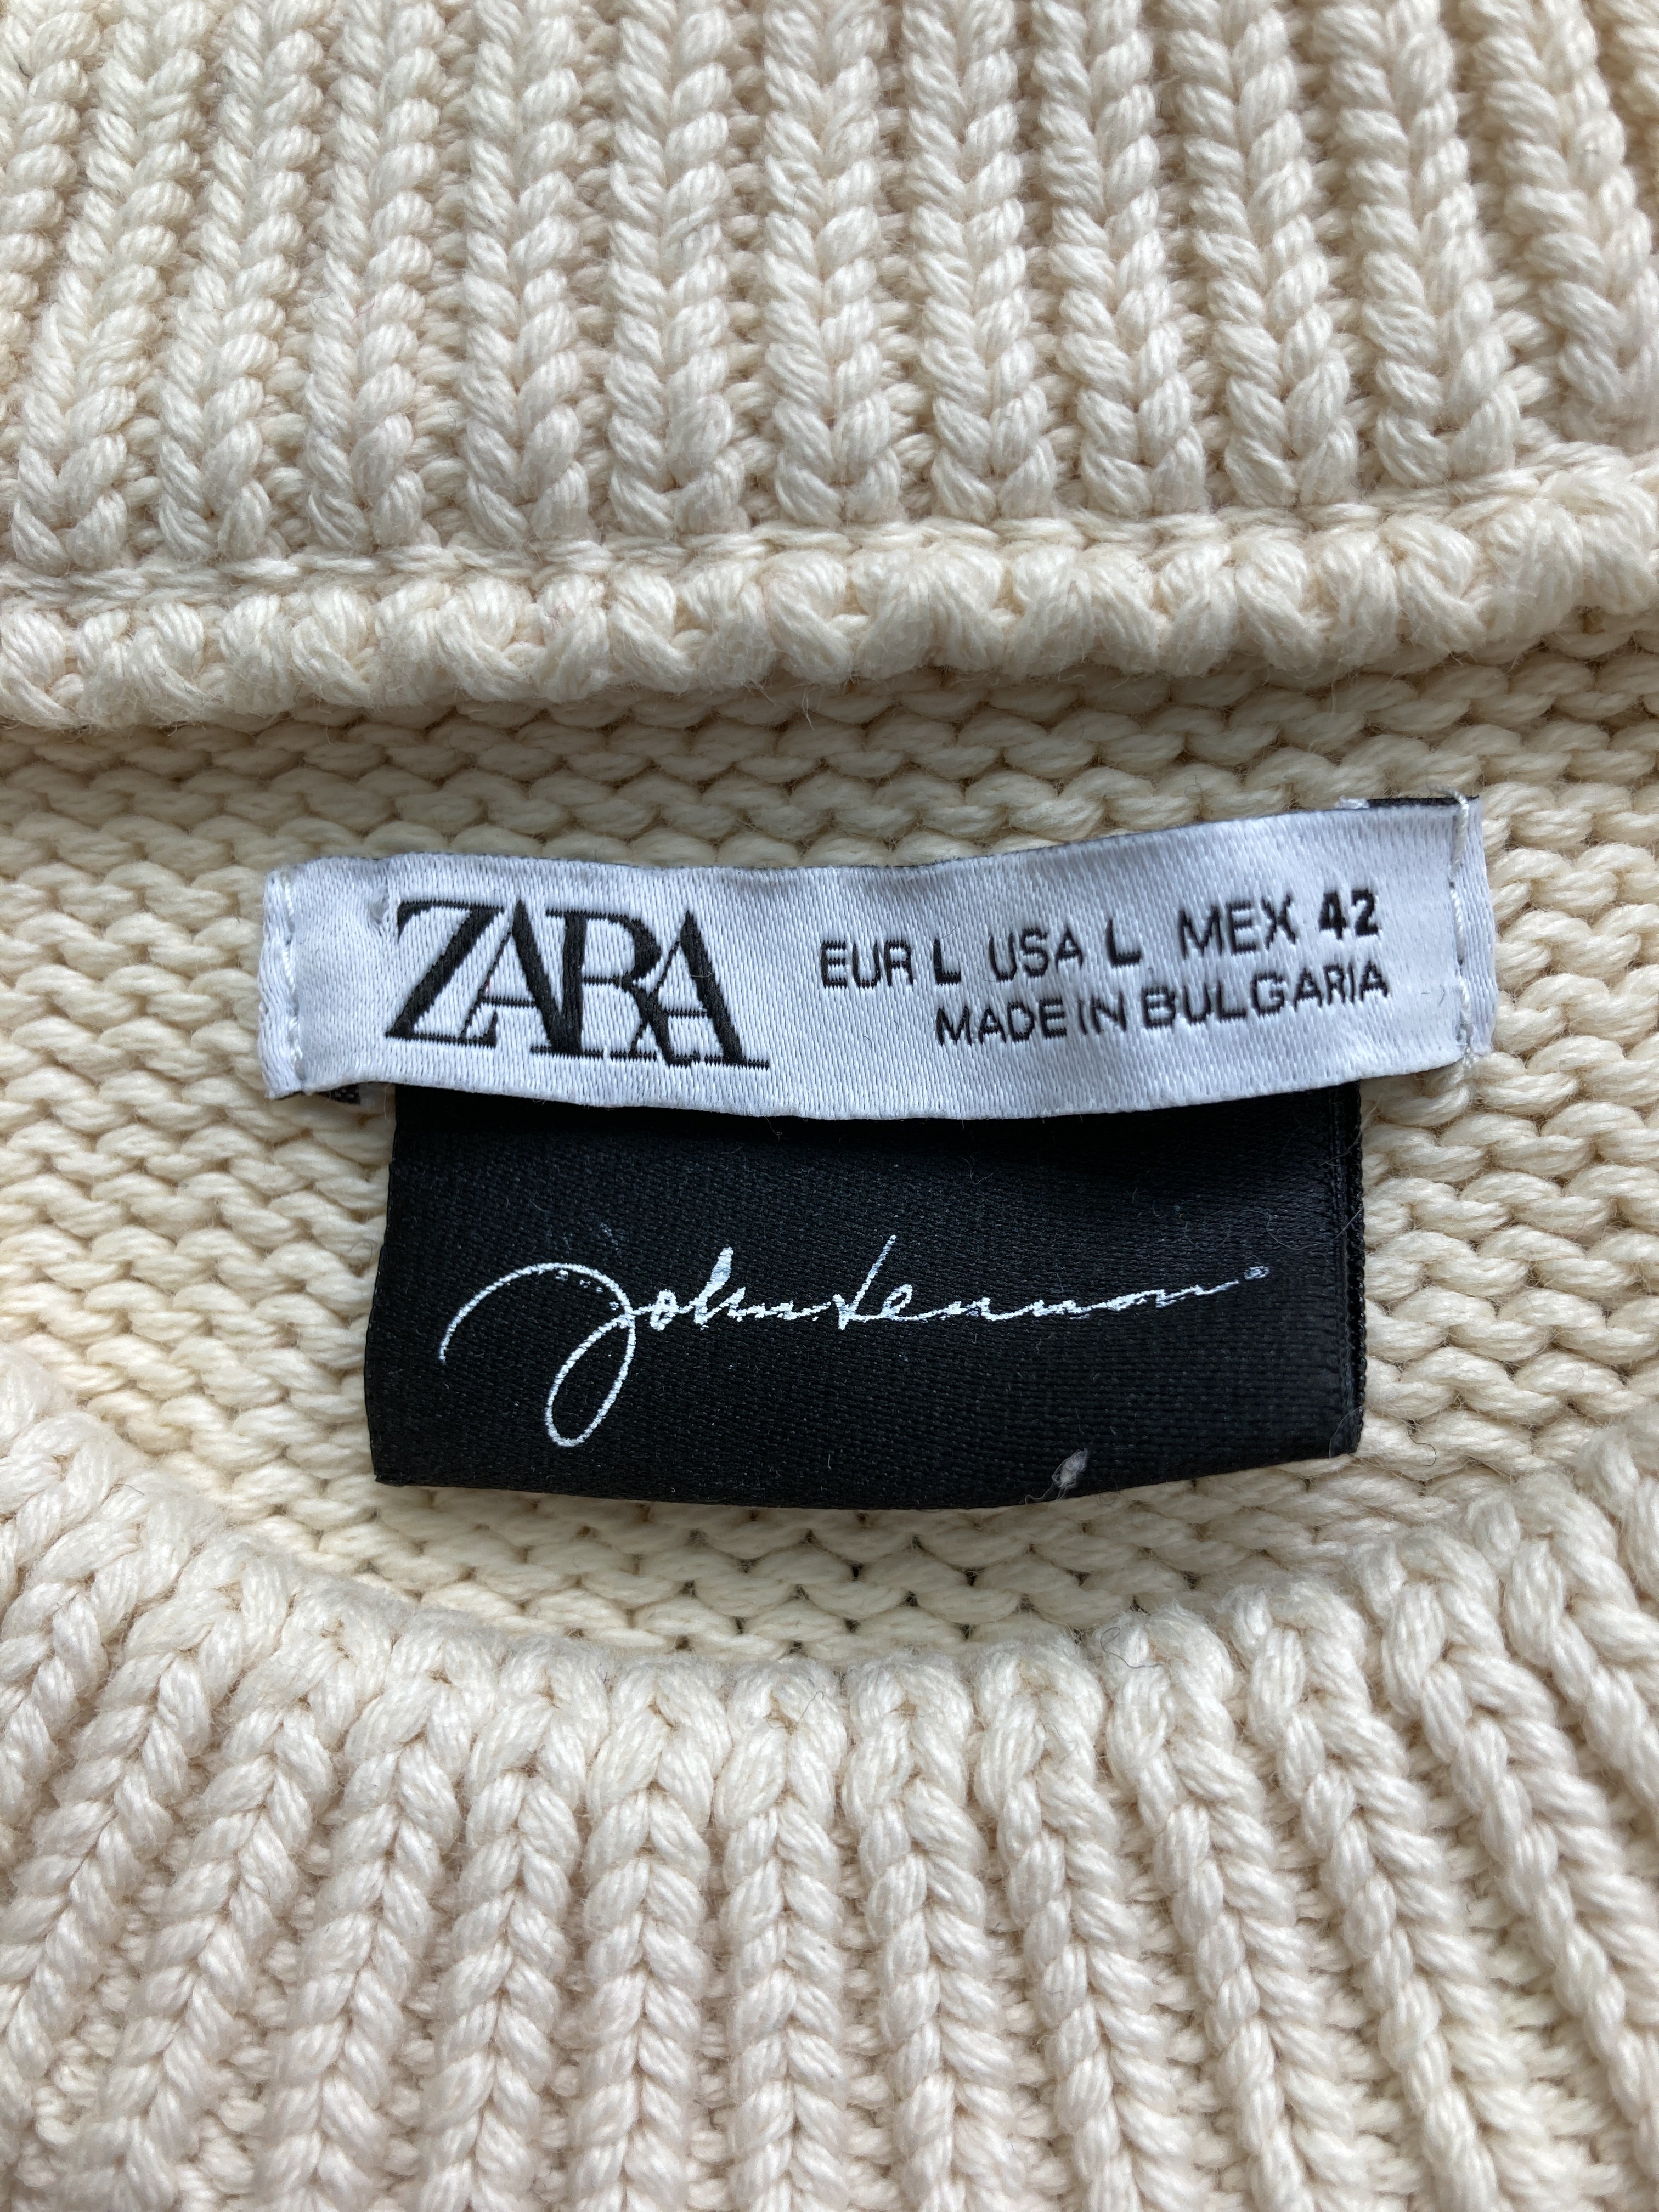 ZARA
EUR L USA L MEX 42
MADE IN BULGARIA
John Lennon